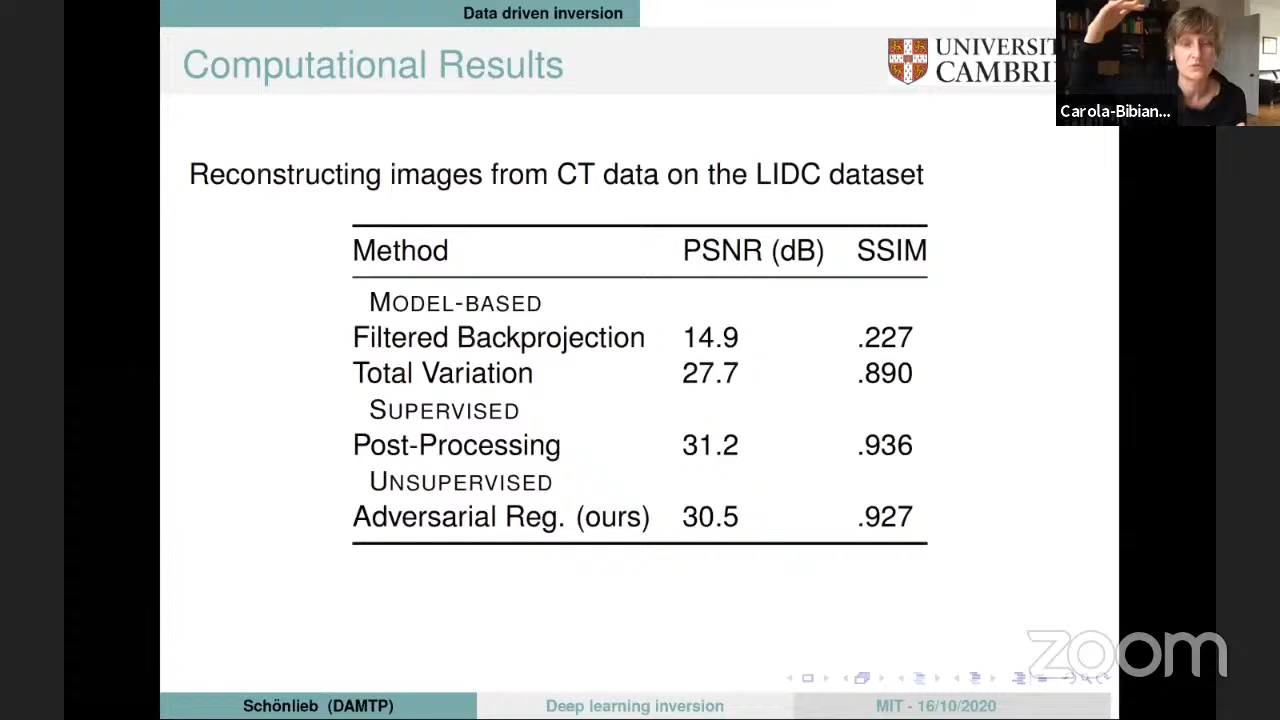 Data driven inversion
Computational Results
UNIVERSIT
CAMBRI
Carola-Bibian...
Reconstructing images from CT data on the LIDC dataset
Method PSNR (dB) SSIM
MODEL-BASED
Filtered Backprojection 14.9 .227
Total Variation 27.7 .890
SUPERVISED
Post-Processing 31.2 .936
UNSUPERVISED
Adversarial Reg. (ours) 30.5 .927
zoom
Schönlieb (DAMTP) Deep learning inversion MIT - 16/10/2020